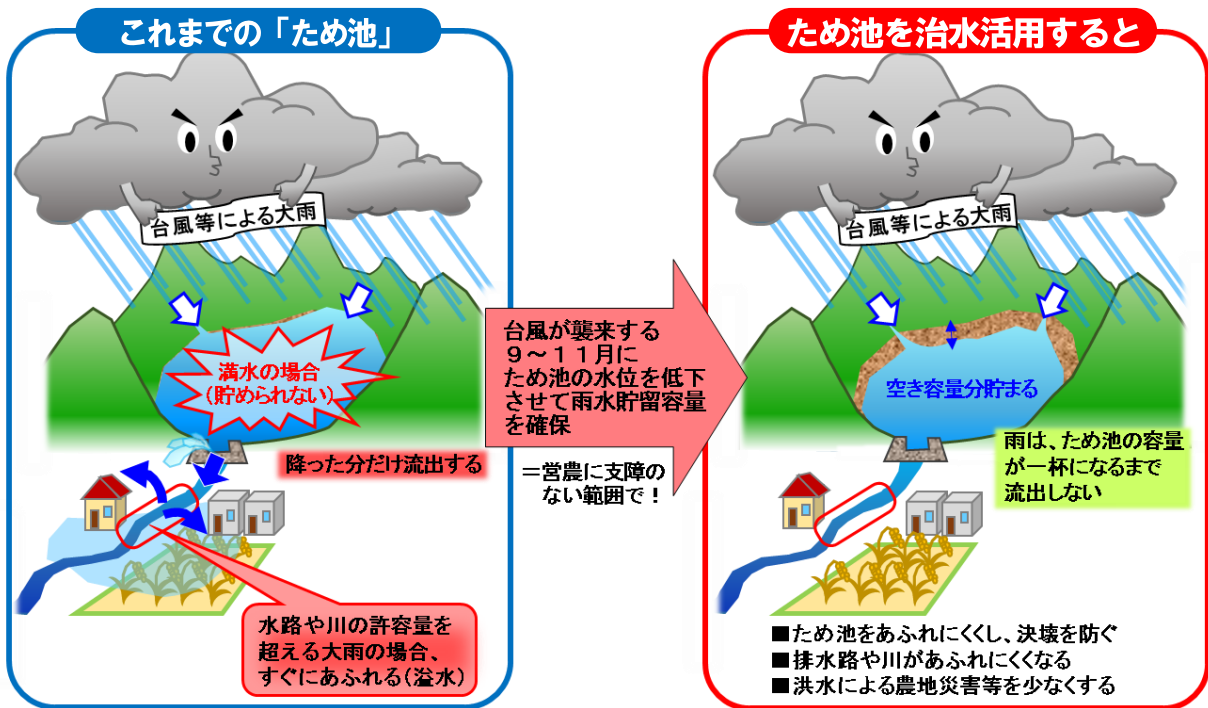 これまでの「ため池」
台風等による大雨
満水の場合
(貯められない)
降った分だけ流出する
水路や川の許容量を
超える大雨の場合、
すぐにあふれる(溢水)
台風が襲来する
9~11月に
ため池の水位を低下
させて雨水貯留容量
を確保
=営農に支障の
ない範囲で!
ため池を治水活用すると
台風等による大雨
空き容量分貯まる
雨は、ため池の容量
が一杯になるまで
流出しない
■ため池をあふれにくくし、決壊を防ぐ
■排水路や川があふれにくくなる
■洪水による農地災害等を少なくする